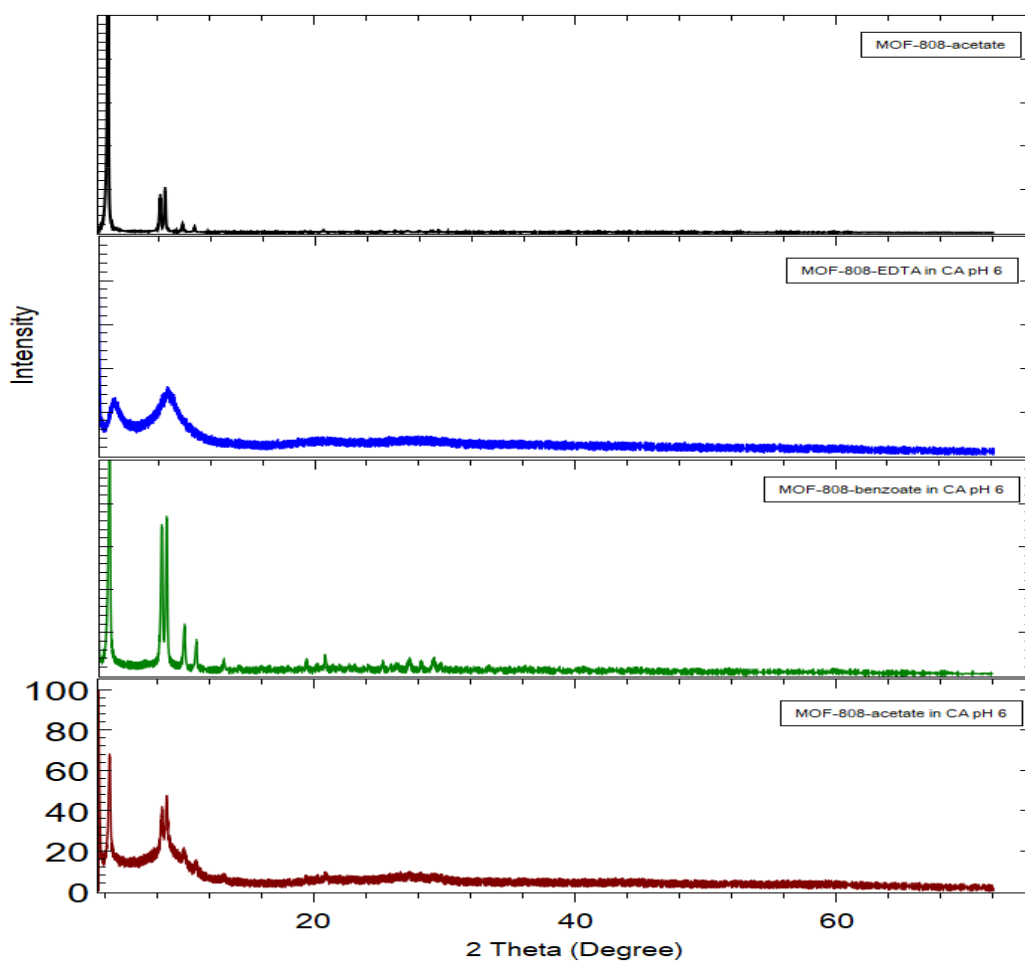 MOF-808-acetate
MOF-808-EDTA in CA pH 6
Intensity
MOF-808-benzoate in CA pH 6
100
MOF-808-acetate in CA pH 6
80
60
40
20
0
20 40 60
2 Theta (Degree)